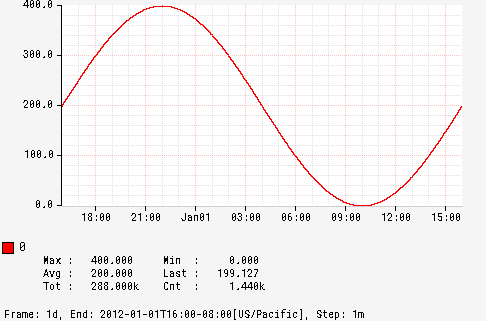 400.0
300.0
200.0
100.0
0.0
18:00 21:00 Jan01 03:00 06:00 09:00 12:00 15:00
0
Max : 400.000 Min : 0.000
Avg : 200.000 Last : 199.127
Tot : 288.000k Cnt : 1.440k
Frame: 1d, End: 2012-01-01T16:00-08:00[US/Pacific], Step: 1m